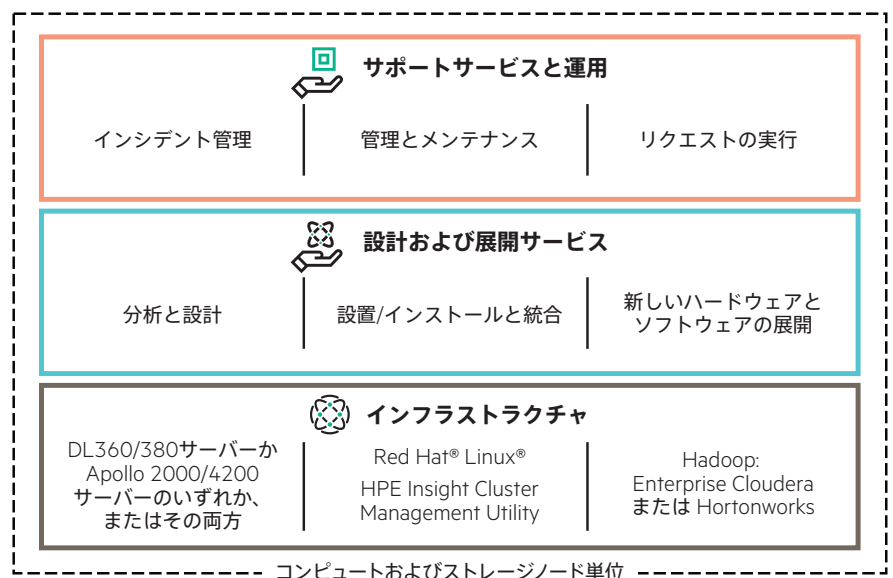 サポートサービスと運用
インシデント管理
管理とメンテナンス
リクエストの実行
設計および展開サービス
分析と設計
設置/インストールと統合
新しいハードウェアと
ソフトウェアの展開
インフラストラクチャ
DL360/380サーバーか
Apollo 2000/4200
サーバーのいずれか、
またはその両方
Red Hat® Linux®
HPE Insight Cluster
Management Utility
Hadoop:
Enterprise Cloudera
または Hortonworks
コンピュートおよびストレージノード単位